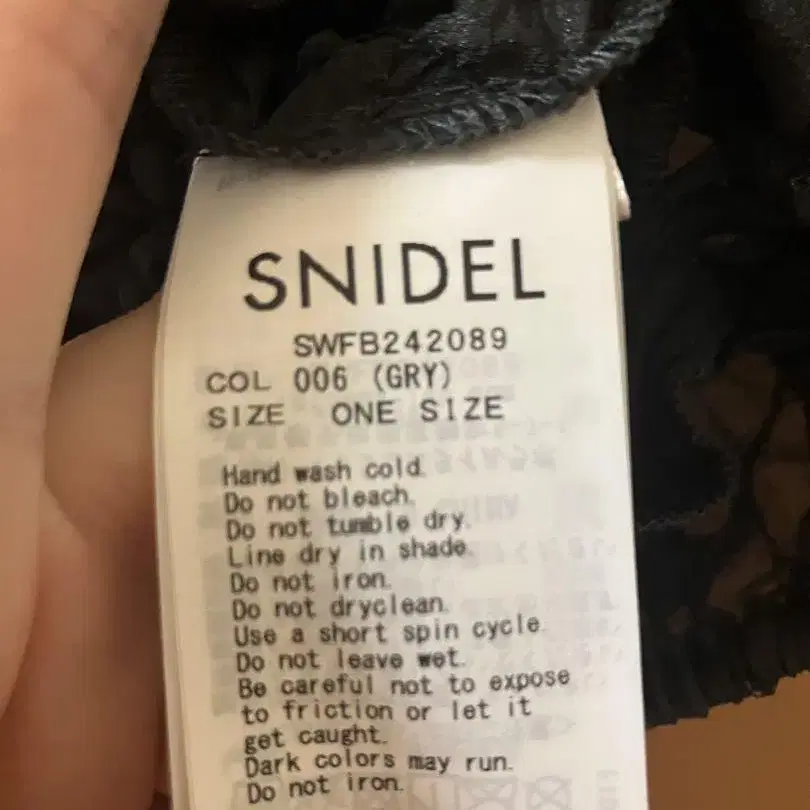 SNIDEL
SWFB242089
COL 006 (GRY)
SIZE ONE SIZE
Hand wash cold.
Do not bleach.
Do not tumble dry.
Line dry in shade.
Do not iron.
Do not dryclean.
Use a short spin cycle.
Do not leave wet.
Be careful not to expose
to friction or let it
get caught.
Dark colors may run.
Do not iron.